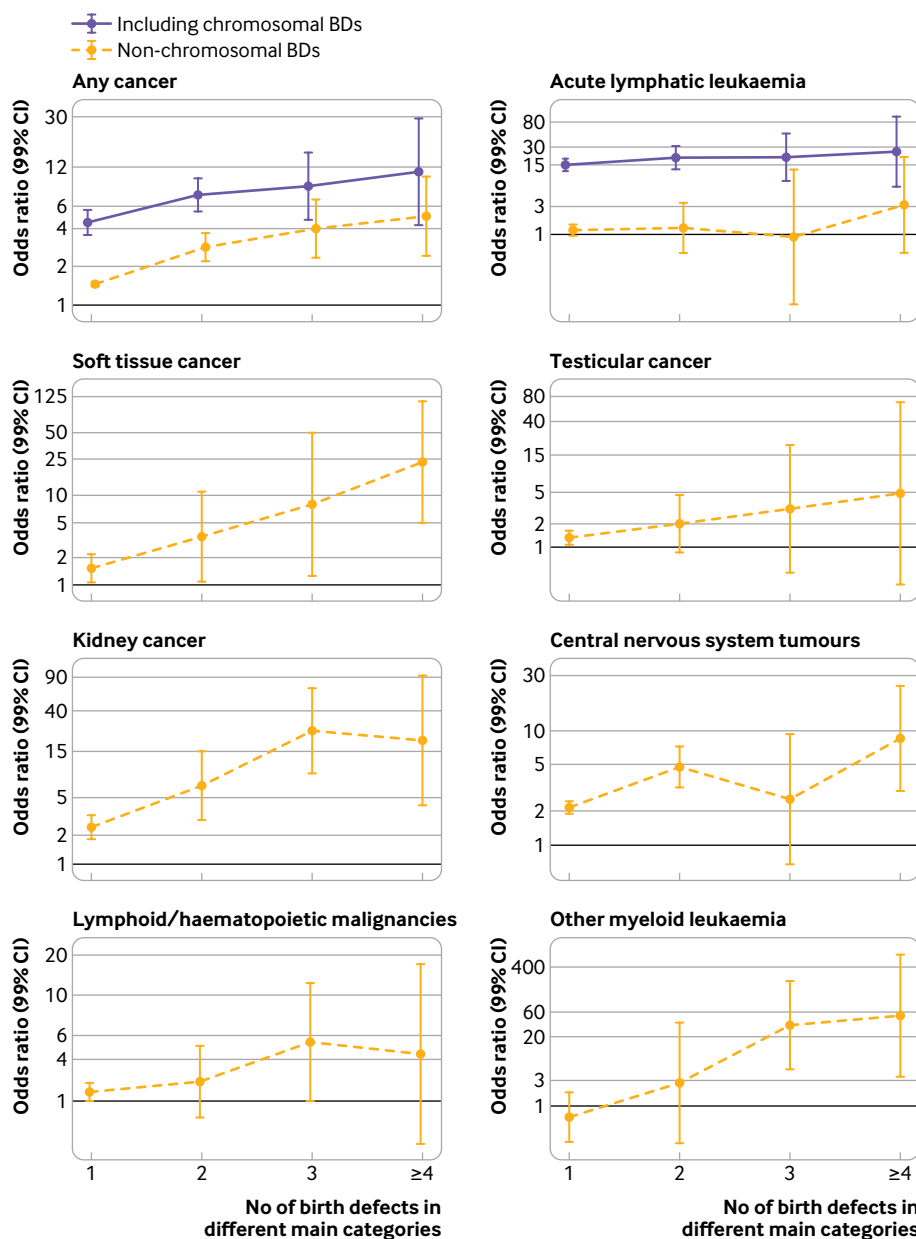 Including chromosomal BDs
Non-chromosomal BDs
Any cancer
Odds ratio (99% CI)
30
12
6
4
2
1
Acute lymphatic leukaemia
Odds ratio (99% CI)
80
30
15
3
1
Soft tissue cancer
Odds ratio (99% CI)
125
50
25
10
5
2
1
Testicular cancer
Odds ratio (99% CI)
80
40
15
5
2
1
Kidney cancer
Odds ratio (99% CI)
90
40
15
5
2
1
Central nervous system tumours
Odds ratio (99% CI)
30
10
5
2
1
Lymphoid/haematopoietic malignancies
Odds ratio (99% CI)
20
10
6
4
1
1 2 3 ≥4
No of birth defects in
different main categories
Other myeloid leukaemia
Odds ratio (99% CI)
400
60
20
3
1
1 2 3 ≥4
No of birth defects in
different main categories